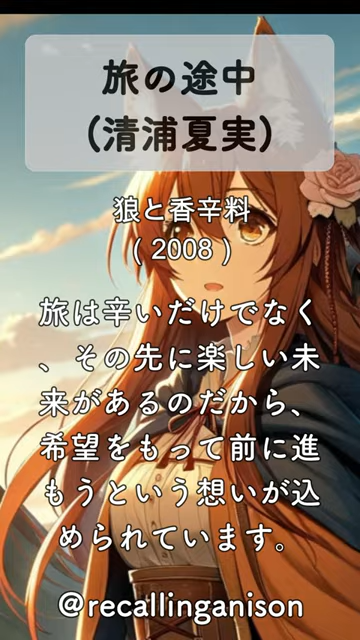 旅の途中
(清浦夏実)
狼と香辛料
( 2008 )
旅は辛いだけでなく
、その先に楽しい未
来があるのだから、
希望をもって前に進
もうという想いが込
められています。
@recallinganison